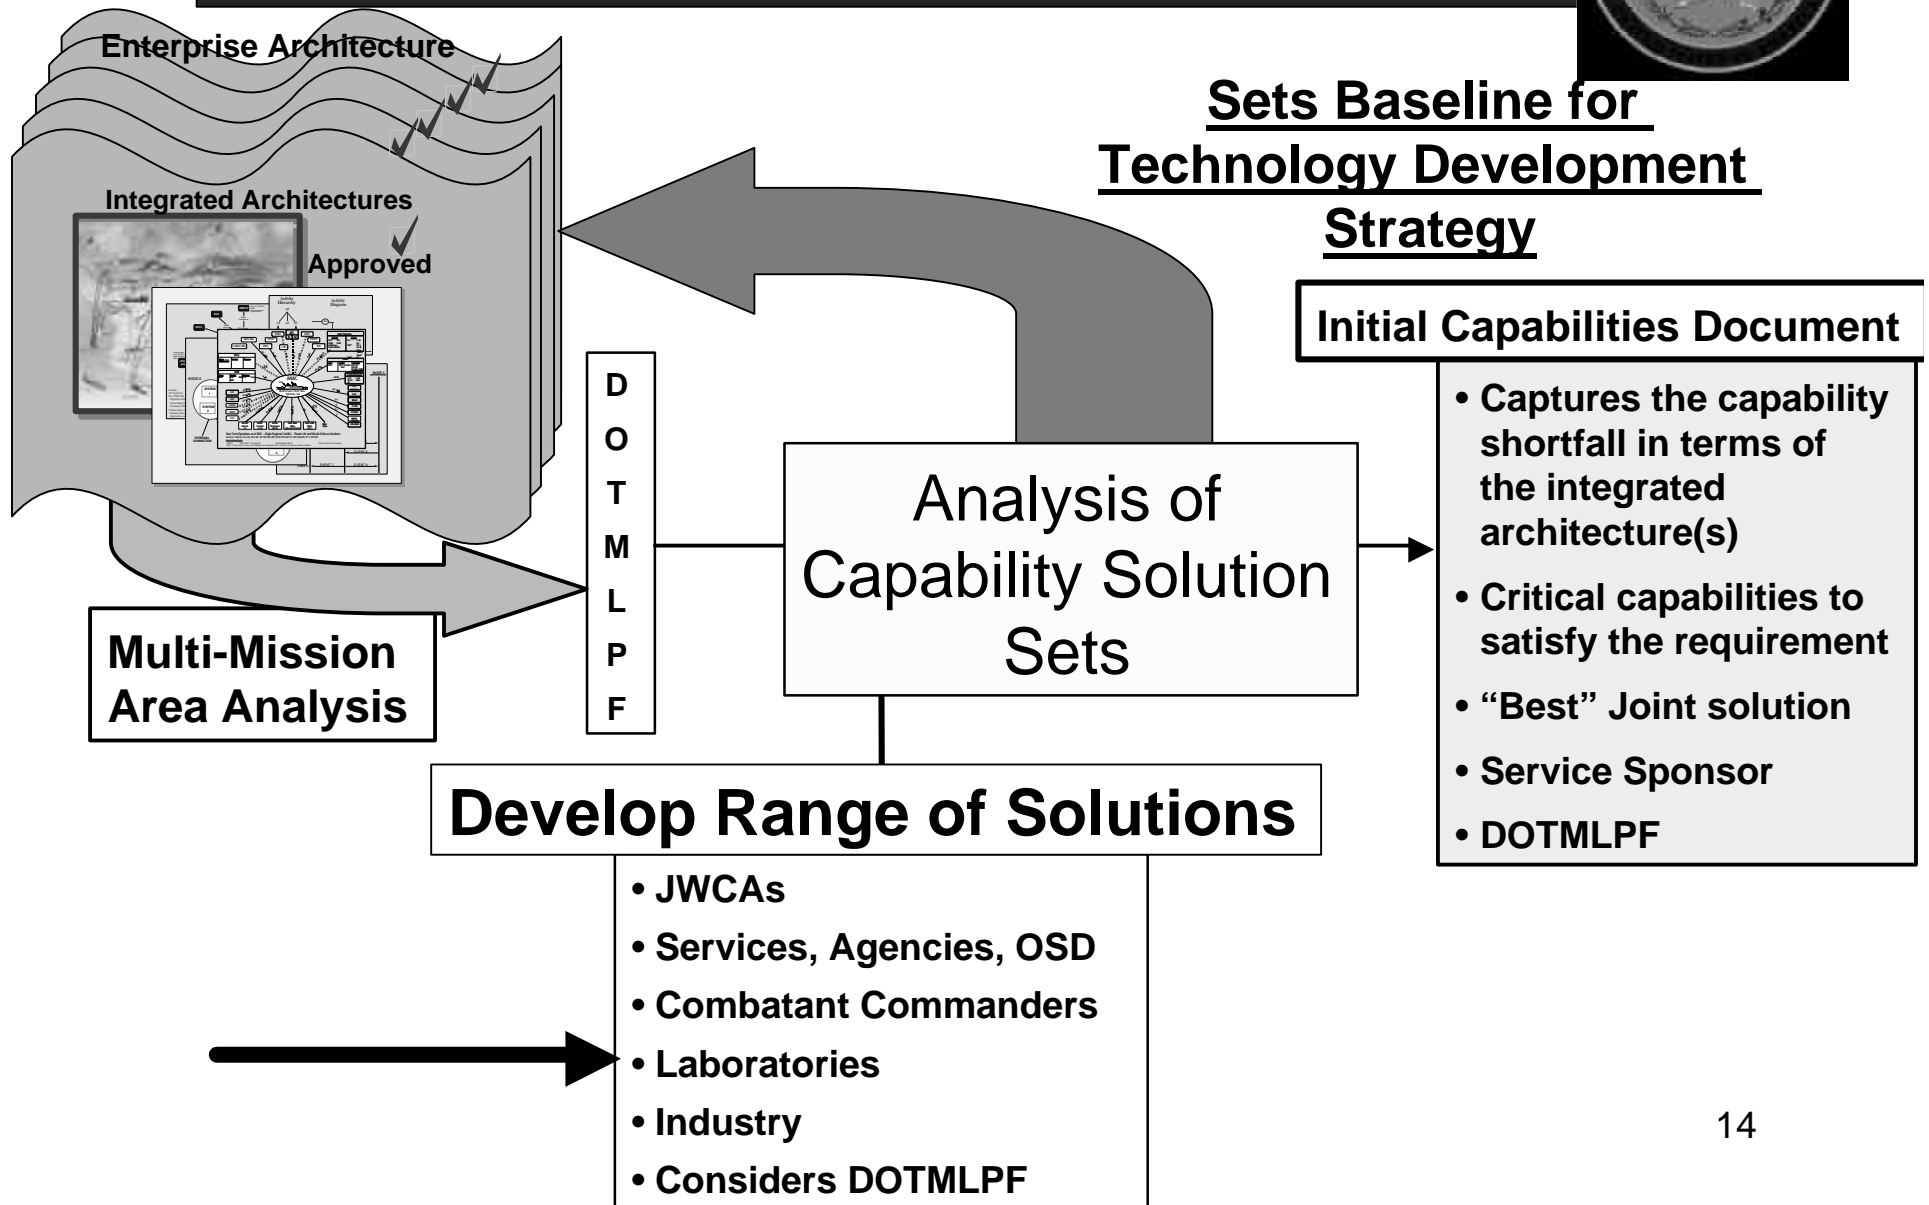 Enterprise Architecture
Sets Baseline for
Technology Development
Strategy
Integrated Architectures
Approved
Initial Capabilities Document
• Captures the capability
shortfall in terms of
the integrated
architecture(s)
• Critical capabilities to
satisfy the requirement
• “Best” Joint solution
• Service Sponsor
• DOTMLPF
D
O
T
M
L
P
F
Analysis of
Capability Solution
Sets
Multi-Mission
Area Analysis
Develop Range of Solutions
• JWCAs
• Services, Agencies, OSD
• Combatant Commanders
• Laboratories
• Industry
• Considers DOTMLPF
14